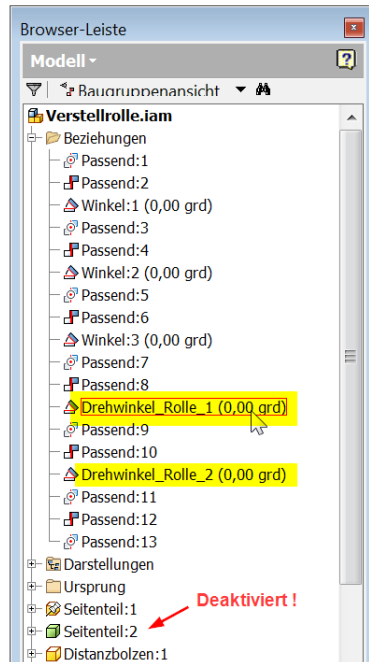 Browser-Leiste
Modell
Baugruppenansicht
Verstellrolle.iam
Beziehungen
Passend:1
Passend:2
Winkel:1 (0,00 grd)
Passend:3
Passend:4
Winkel:2 (0,00 grd)
Passend:5
Passend:6
Winkel:3 (0,00 grd)
Passend:7
Passend:8
Drehwinkel_Rolle_1 (0,00 grd)
Passend:9
Passend:10
Drehwinkel_Rolle_2 (0,00 grd)
Passend:11
Passend:12
Passend:13
Darstellungen
Ursprung
Seitenteil:1
Deaktiviert !
Seitenteil:2
Distanzbolzen:1